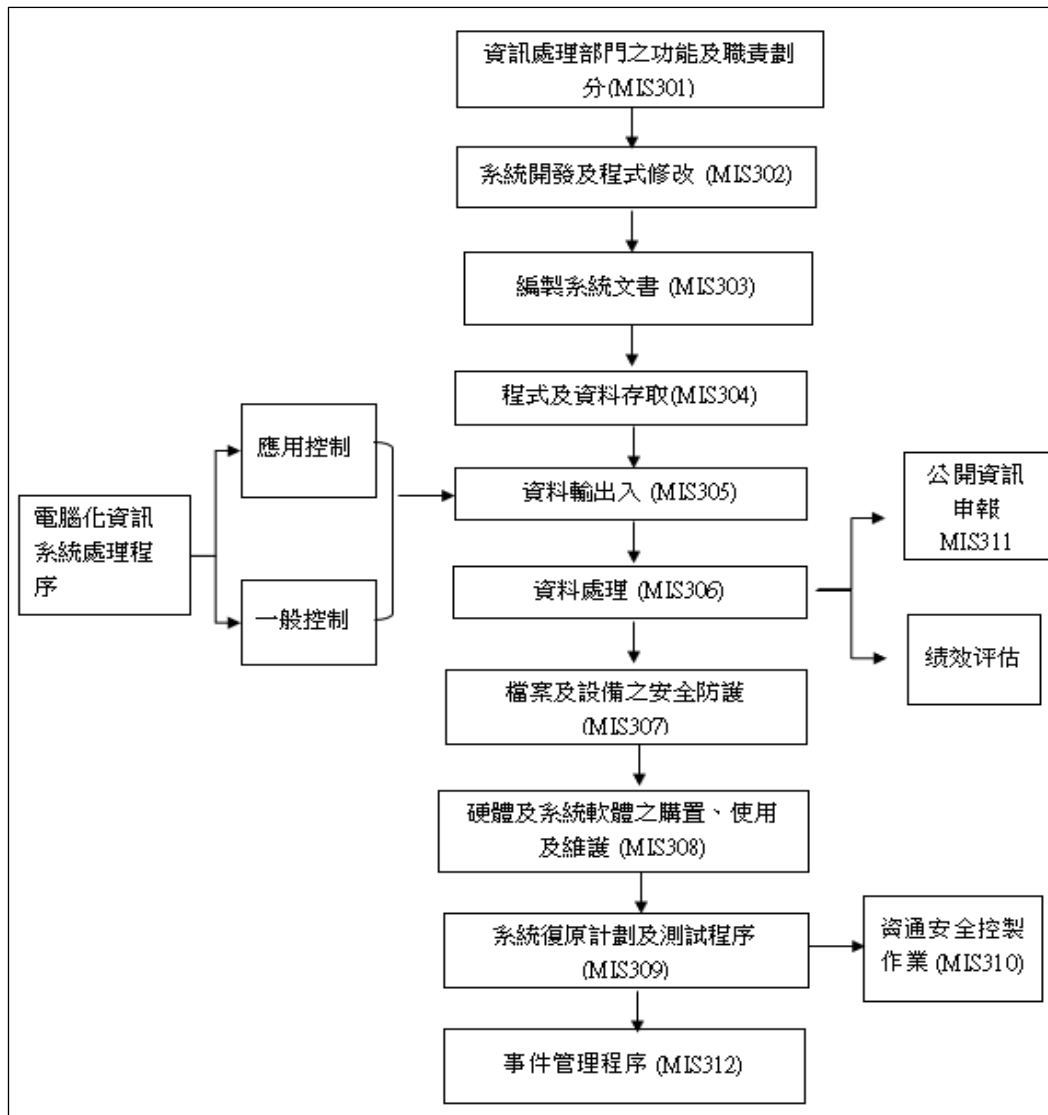 資訊處理部門之功能及職責劃
分(MIS301)
系統開發及程式修改 (MIS302)
編製系統文書 (MIS303)
程式及資料存取(MIS304)
應用控制
資料輸出入 (MIS305)
公開資訊
申報
MIS311
電腦化資訊
系統處理程
序
資料處理 (MIS306)
一般控制
绩效评估
檔案及設備之安全防護
(MIS307)
硬體及系統軟體之購置、使用
及維護 (MIS308)
系統復原計劃及測試程序
(MIS309)
資通安全控製
作業 (MIS310)
事件管理程序 (MIS312)